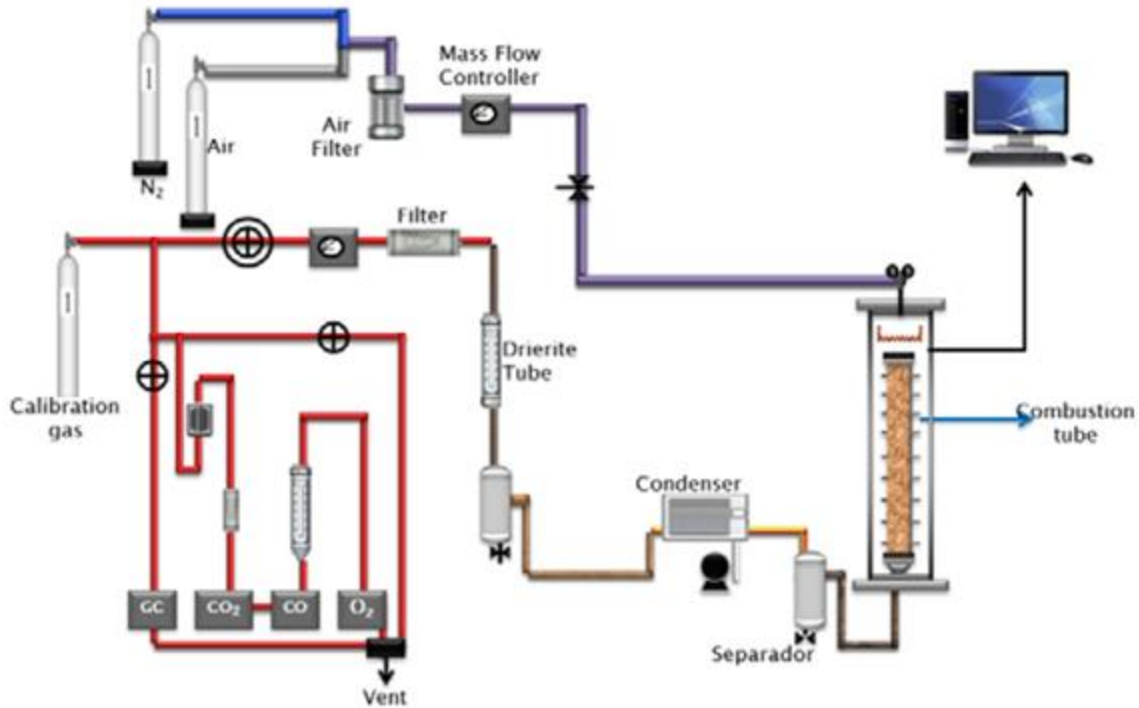 Mass Flow
Controller
Air
Filter
Air
N₂
Filter
Drierite
Tube
Calibration
gas
Combustion
tube
Condenser
GC
CO₂
CO
O₂
Separador
Vent